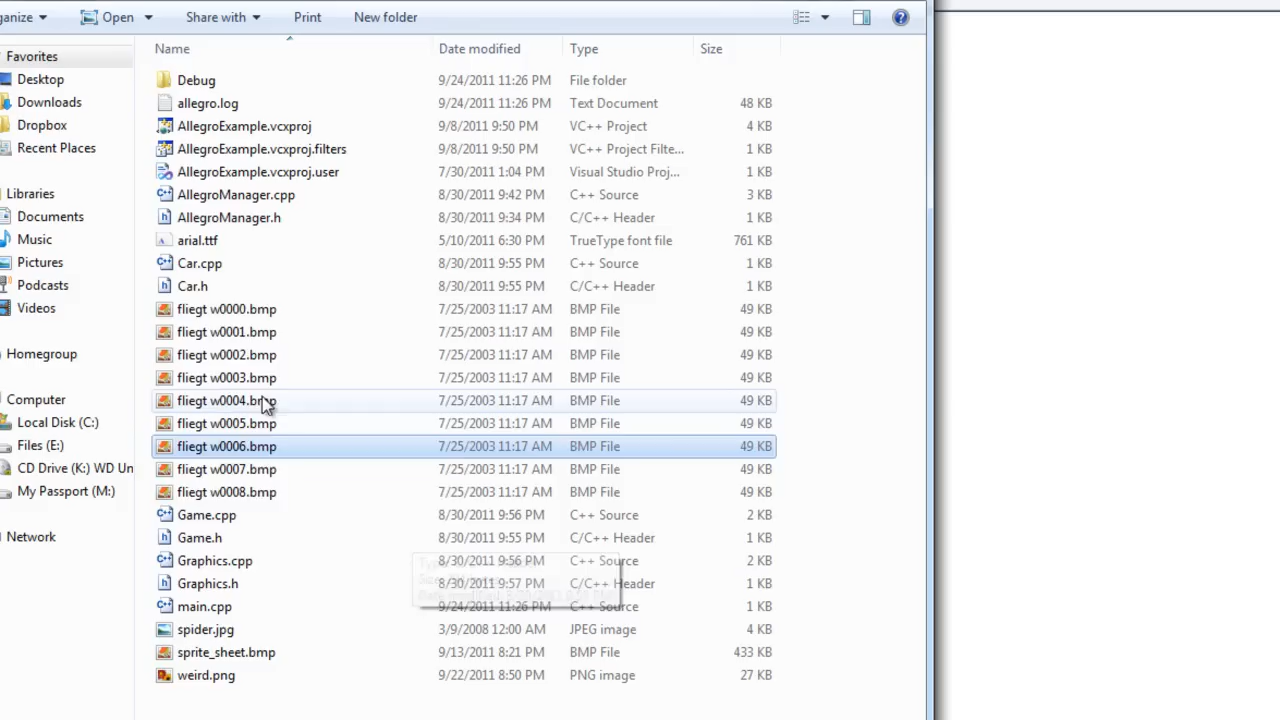 ganize Open Share with Print New folder
Name Date modified Type Size
Favorites
Desktop
Downloads
Dropbox
Recent Places
Libraries
Documents
Music
Pictures
Podcasts
Videos
Homegroup
Computer
Local Disk (C:)
Files (E:)
CD Drive (K:) WD Un
My Passport (M:)
Network
Debug 9/24/2011 11:26 PM File folder
allegro.log 9/24/2011 11:26 PM Text Document 48 KB
AllegroExample.vcxproj 9/8/2011 9:50 PM VC++ Project 4 KB
AllegroExample.vcxproj.filters 9/8/2011 9:50 PM VC++ Project Filte... 1 KB
AllegroExample.vcxproj.user 7/30/2011 1:04 PM Visual Studio Proj... 1 KB
AllegroManager.cpp 8/30/2011 9:42 PM C++ Source 3 KB
AllegroManager.h 8/30/2011 9:34 PM C/C++ Header 1 KB
arial.ttf 5/10/2011 6:30 PM TrueType font file 761 KB
Car.cpp 8/30/2011 9:55 PM C++ Source 1 KB
Car.h 8/30/2011 9:55 PM C/C++ Header 1 KB
fliegt w0000.bmp 7/25/2003 11:17 AM BMP File 49 KB
fliegt w0001.bmp 7/25/2003 11:17 AM BMP File 49 KB
fliegt w0002.bmp 7/25/2003 11:17 AM BMP File 49 KB
fliegt w0003.bmp 7/25/2003 11:17 AM BMP File 49 KB
fliegt w0004.bmp 7/25/2003 11:17 AM BMP File 49 KB
fliegt w0005.bmp 7/25/2003 11:17 AM BMP File 49 KB
fliegt w0006.bmp 7/25/2003 11:17 AM BMP File 49 KB
fliegt w0007.bmp 7/25/2003 11:17 AM BMP File 49 KB
fliegt w0008.bmp 7/25/2003 11:17 AM BMP File 49 KB
Game.cpp 8/30/2011 9:56 PM C++ Source 2 KB
Game.h 8/30/2011 9:55 PM C/C++ Header 1 KB
Graphics.cpp 8/30/2011 9:56 PM C++ Source 2 KB
Graphics.h 8/30/2011 9:57 PM C/C++ Header 1 KB
main.cpp 9/24/2011 11:26 PM C++ Source 2 KB
spider.jpg 3/9/2008 12:00 AM JPEG image 4 KB
sprite_sheet.bmp 9/13/2011 8:21 PM BMP File 433 KB
weird.png 9/22/2011 8:50 PM PNG image 27 KB